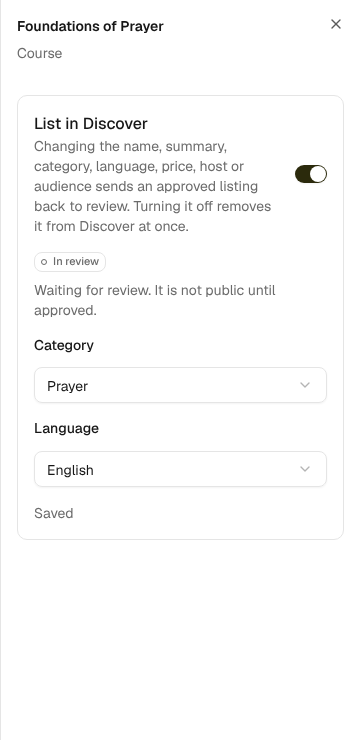 Foundations of Prayer
Course
List in Discover
Changing the name, summary,
category, language, price, host or
audience sends an approved listing
back to review. Turning it off removes
it from Discover at once.
In review
Waiting for review. It is not public until
approved.
Category
Prayer
Language
English
Saved